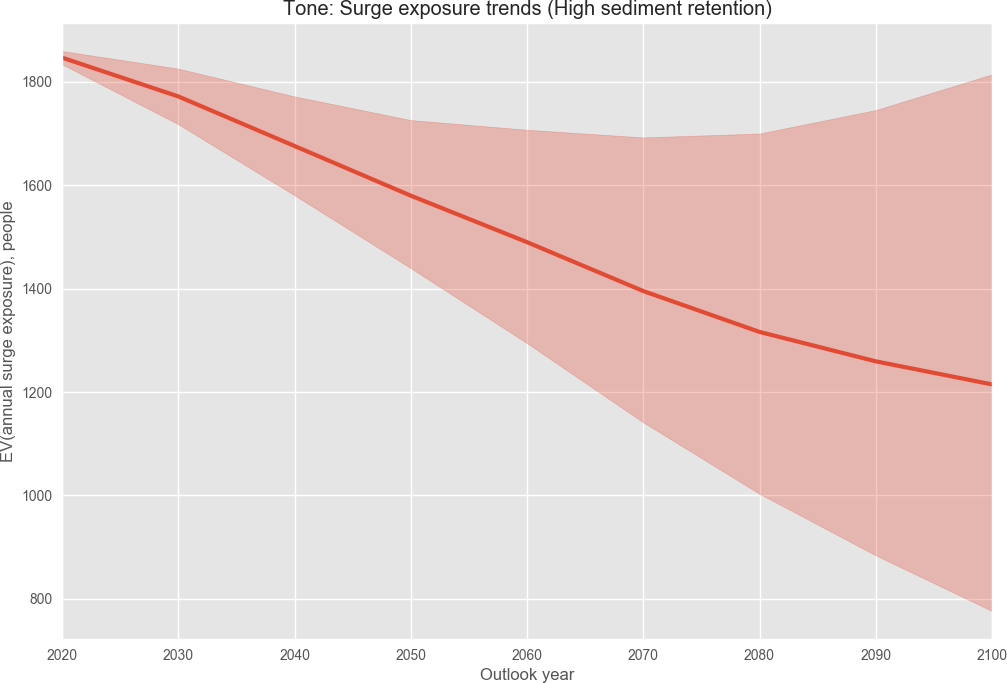 Tone: Surge exposure trends (High sediment retention)
EV(annual surge exposure), people
1800
1600
1400
1200
1000
800
2020 2030 2040 2050 2060 2070 2080 2090 2100
Outlook year